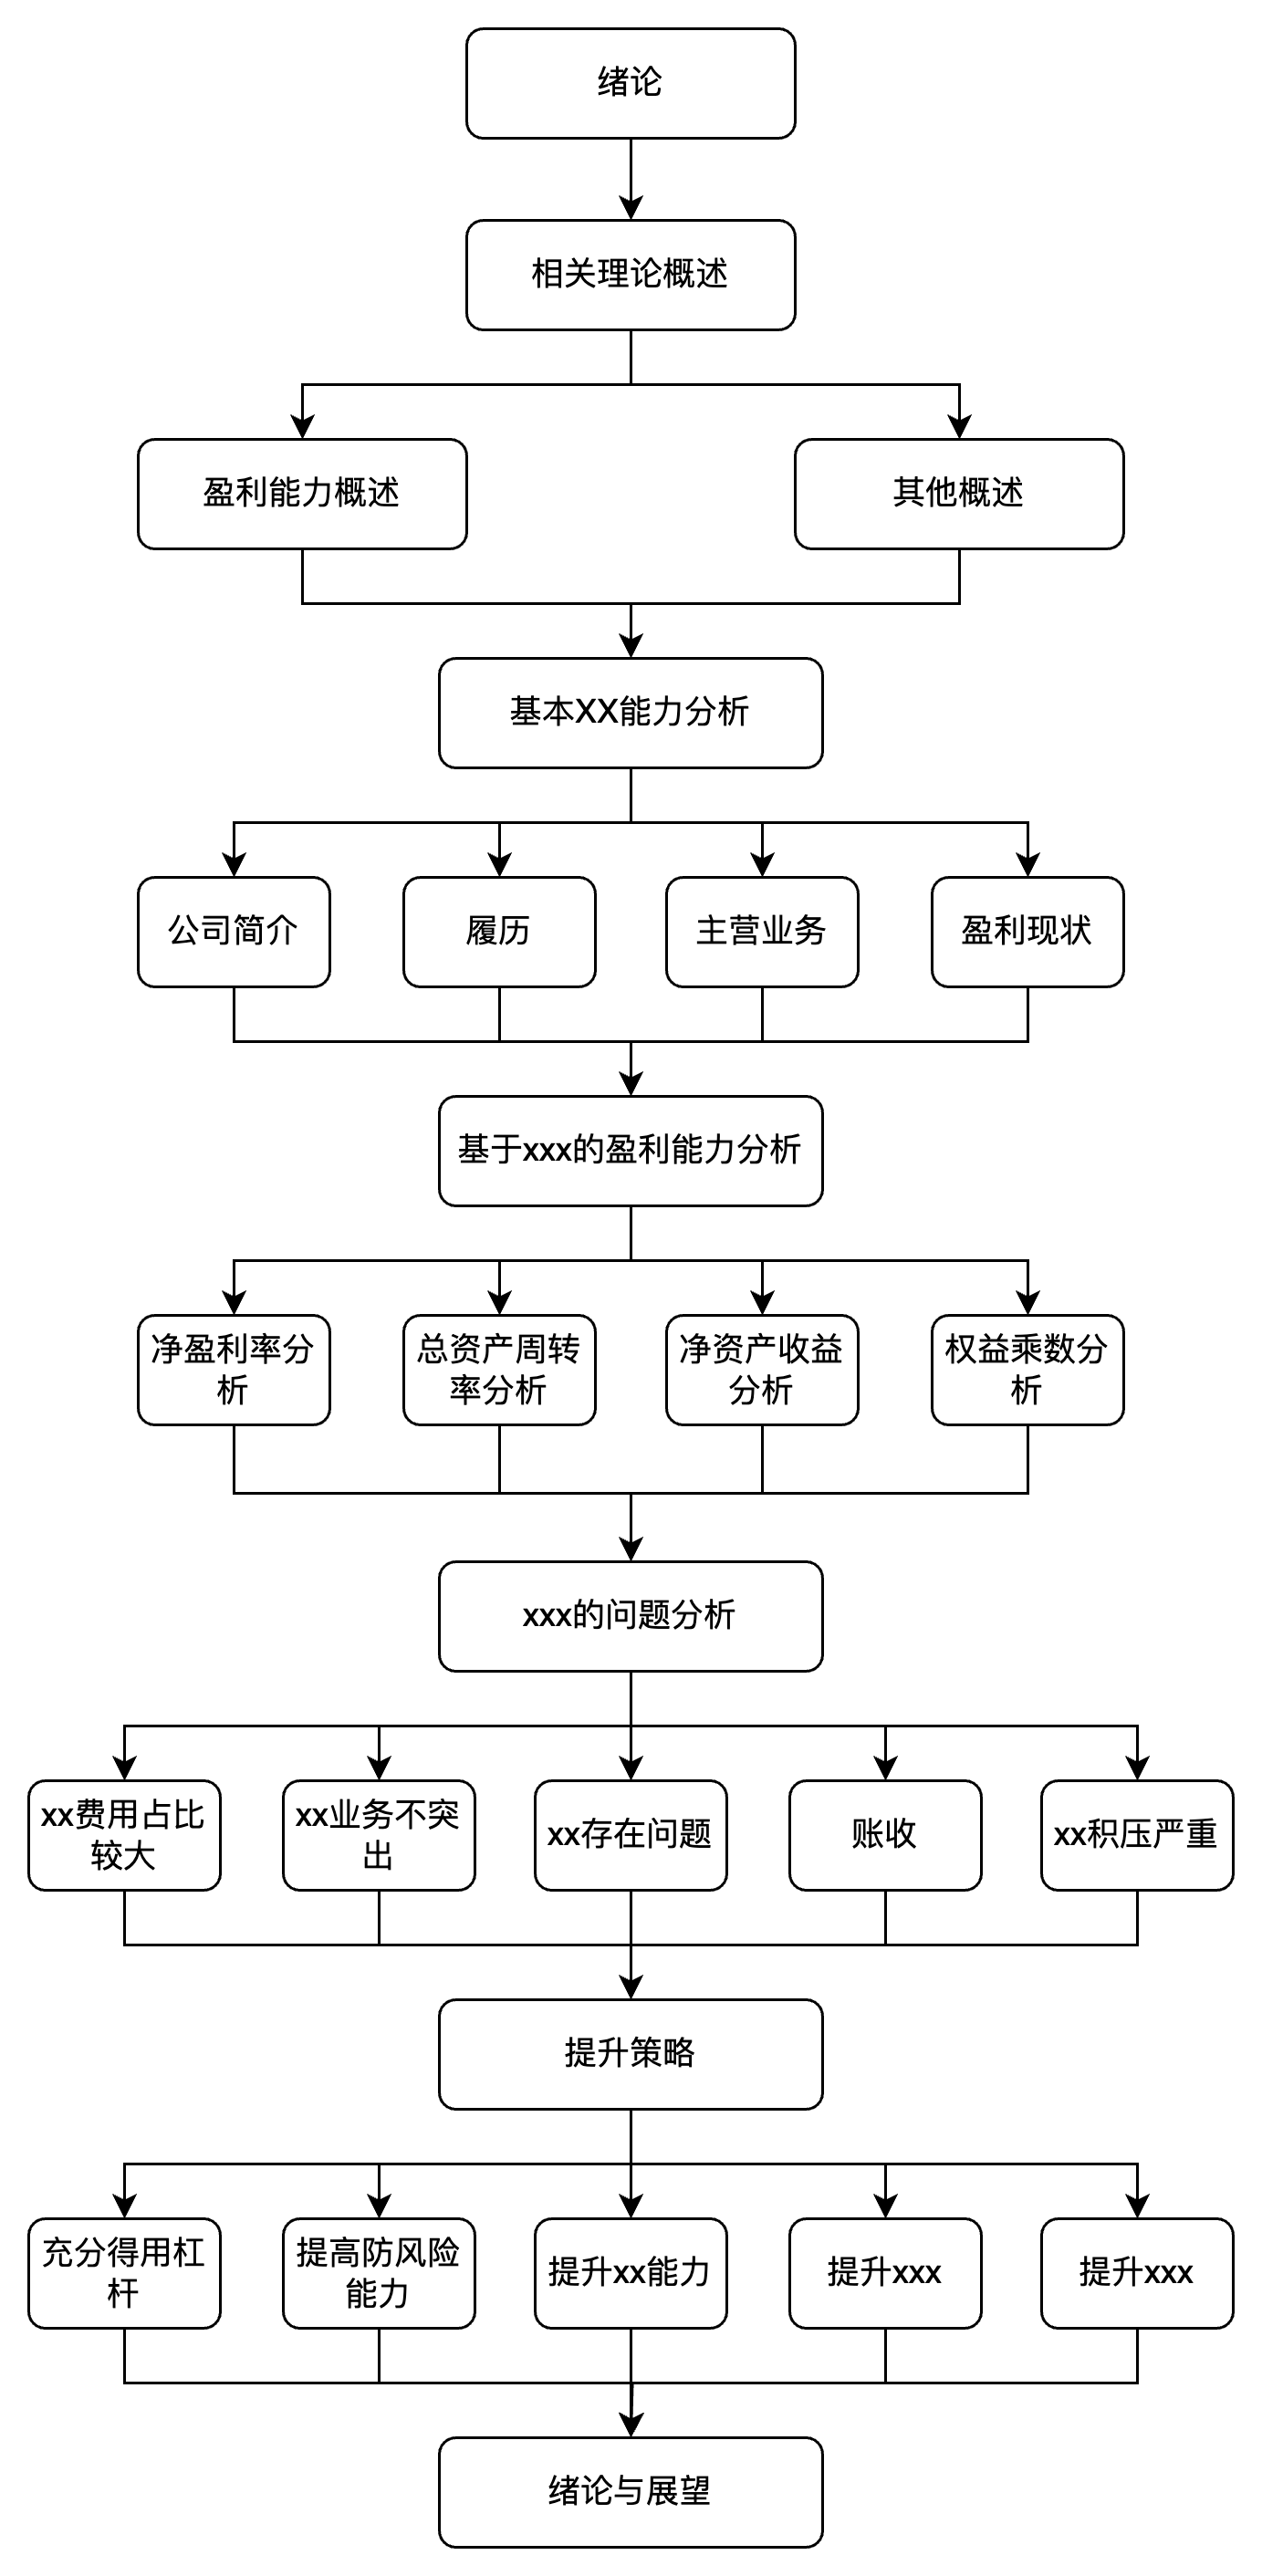 绪论
相关理论概述
盈利能力概述
其他概述
基本XX能力分析
公司简介
履历
主营业务
盈利现状
基于xxx的盈利能力分析
净盈利率分
析
总资产周转
率分析
净资产收益
分析
权益乘数分
析
xxx的问题分析
xx费用占比
较大
xx业务不突
出
xx存在问题
账收
xx积压严重
提升策略
充分得用杠
杆
提高防风险
能力
提升xx能力
提升xxx
提升xxx
绪论与展望